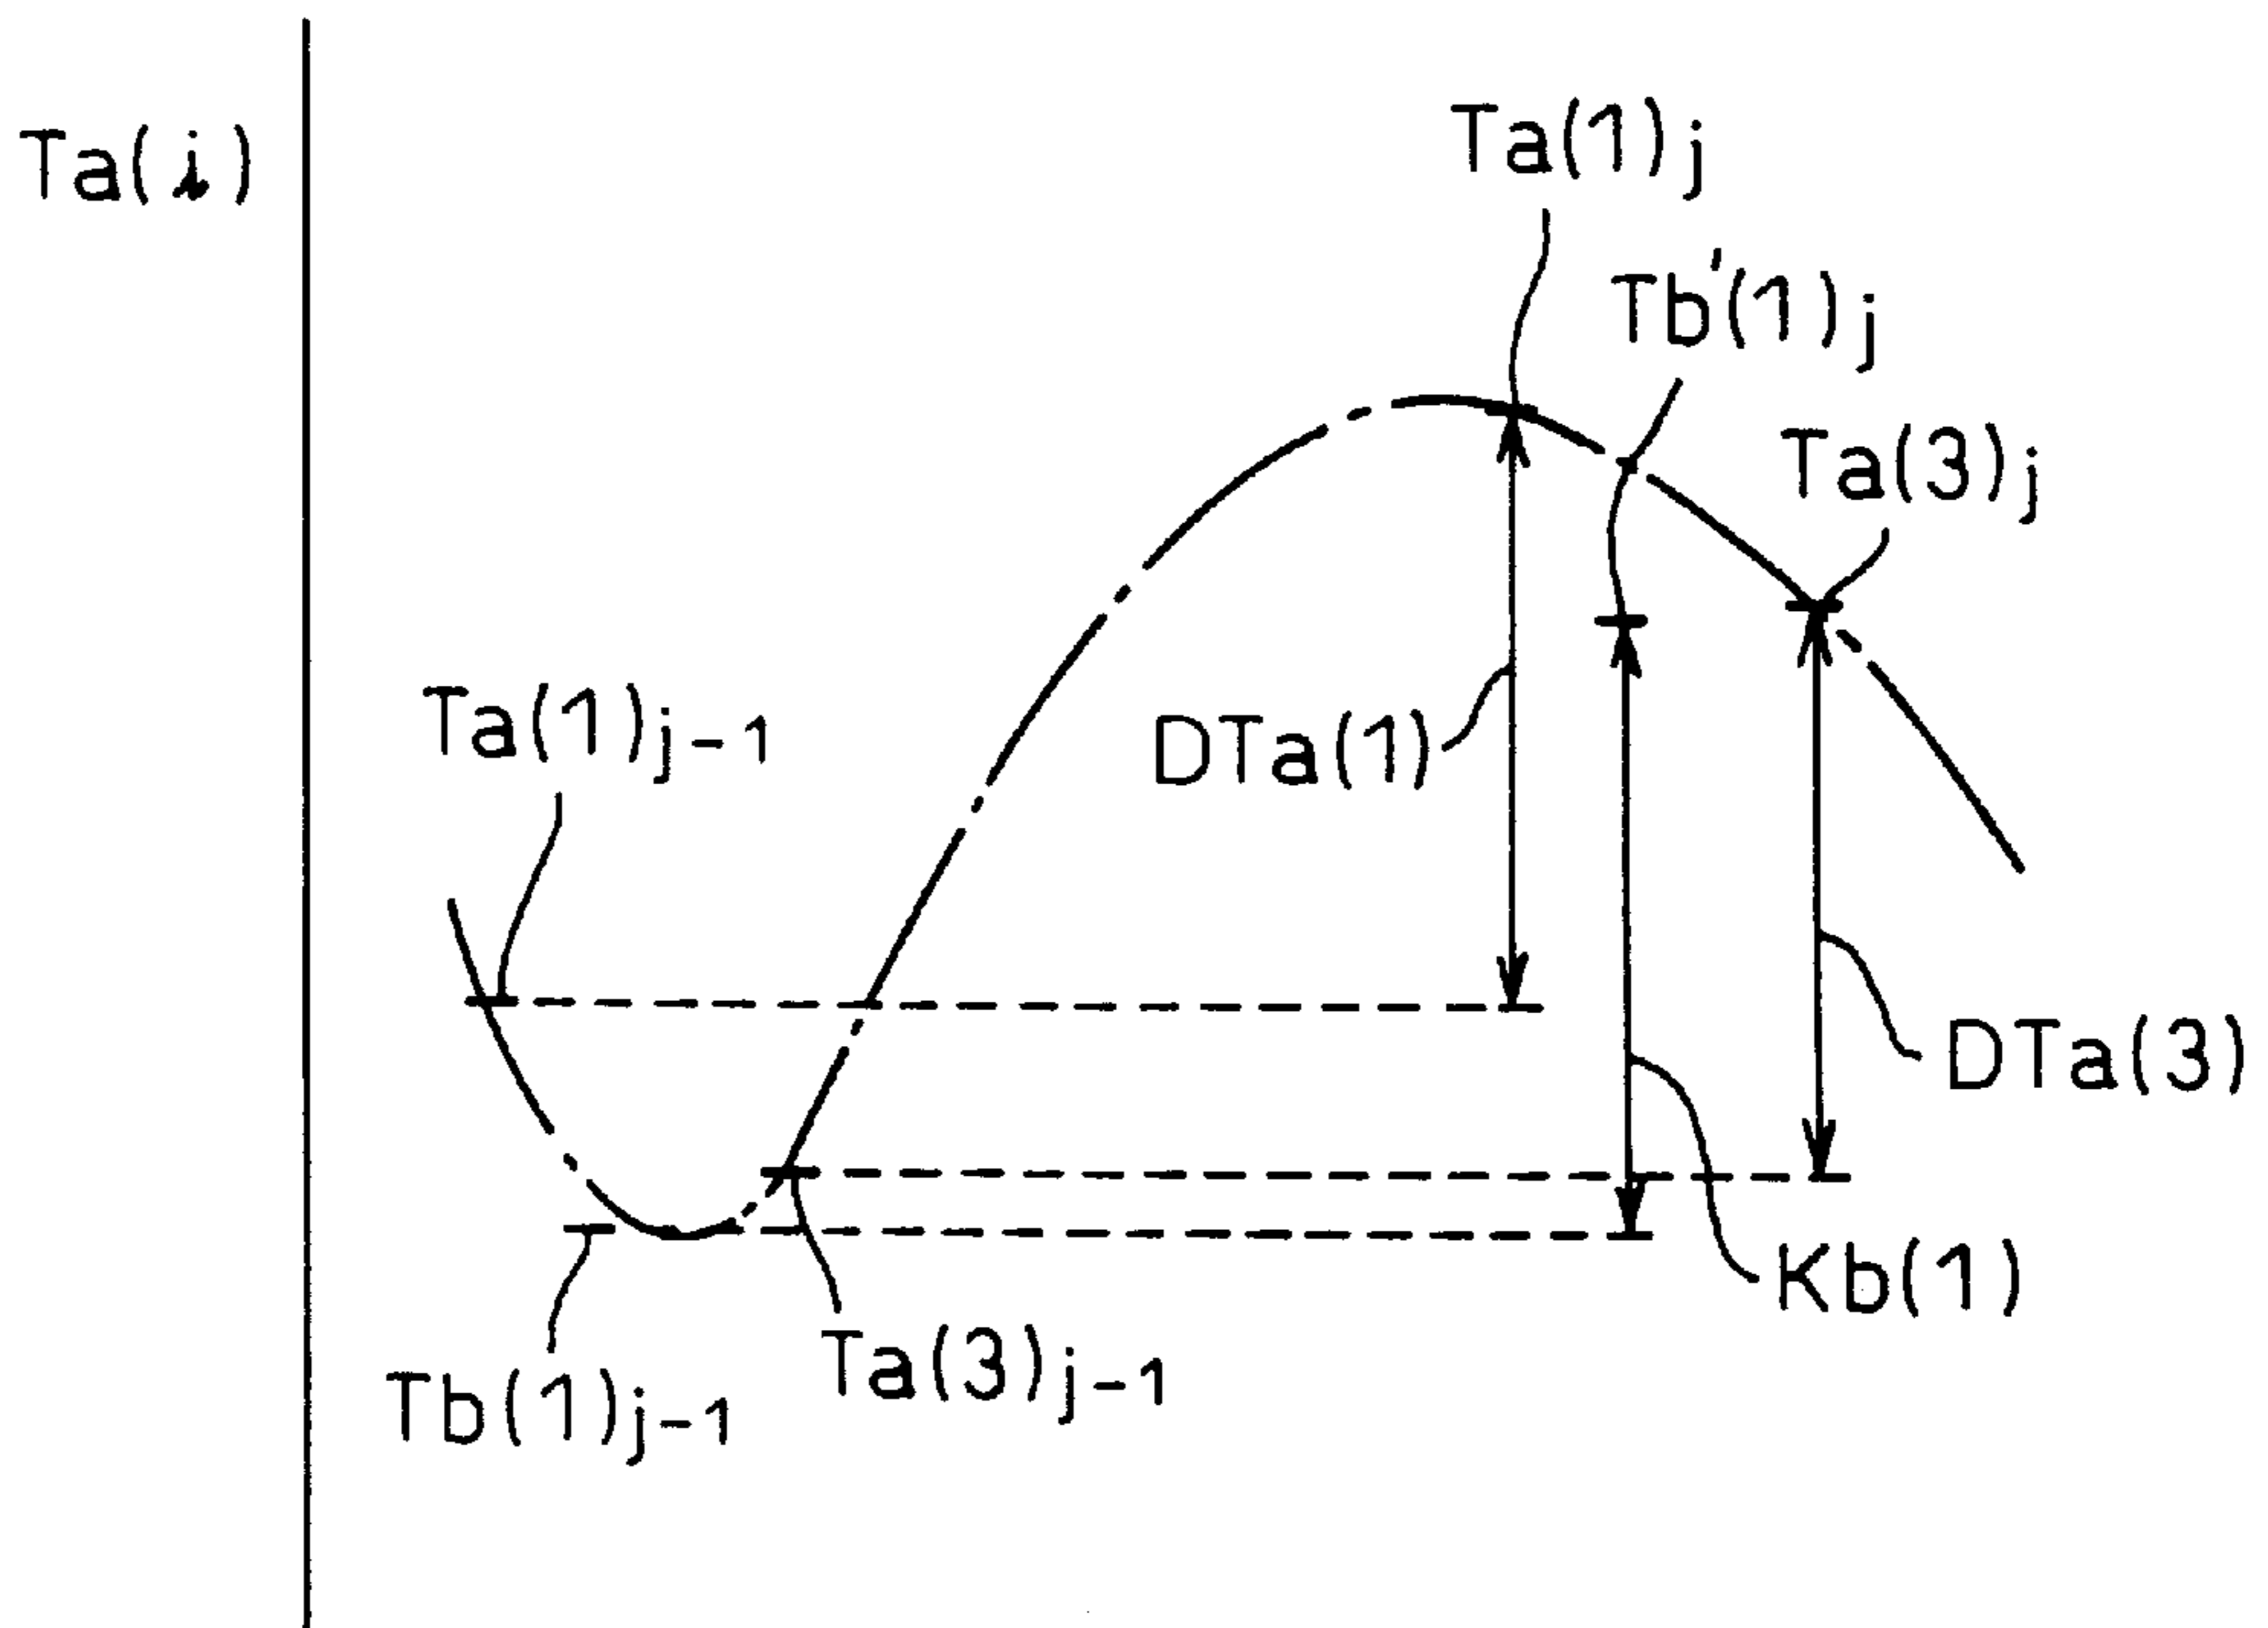 Ta(1)j
Ta(i)
Tb'(1)j
Ta(3)j
Ta(1)j-1
DTa(1)
DTa(3)
Kb(1)
Ta(3)j-1
Tb(1)j-1